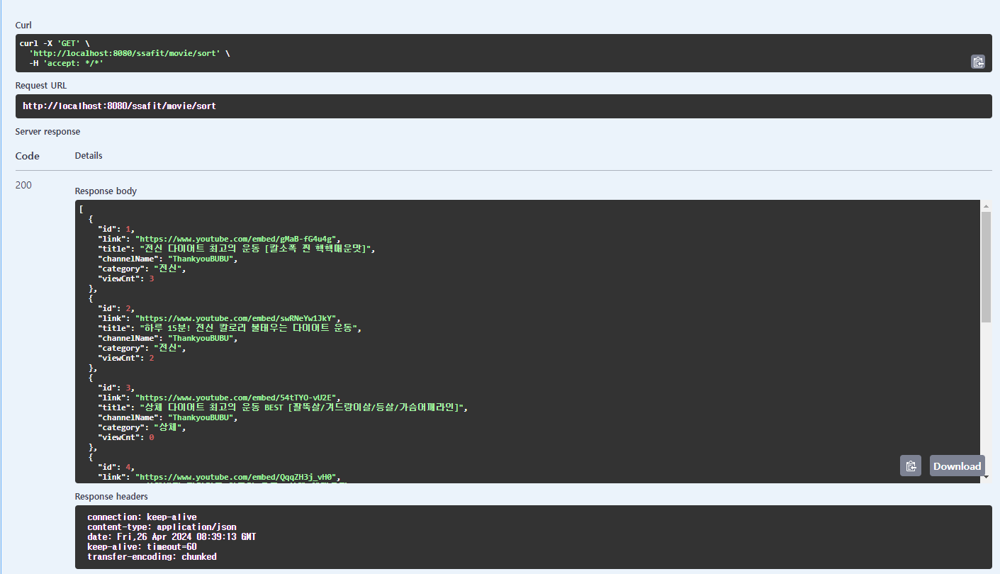 Curl
curl -X 'GET' \
  'http://localhost:8080/ssafit/movie/sort' \
  -H 'accept: */*'
Request URL
http://localhost:8080/ssafit/movie/sort
Server response
Code Details
200
Response body
[
  {
    "id": 1,
    "link": "https://www.youtube.com/embed/gMaB-fG4u4g",
    "title": "전신 다이어트 최고의 운동 [칼소폭 찐 핵핵매운맛]",
    "channelName": "ThankyouBUBU",
    "category": "전신",
    "viewCnt": 3
  },
  {
    "id": 2,
    "link": "https://www.youtube.com/embed/swRNeYw1JkY",
    "title": "하루 15분! 전신 칼로리 불태우는 다이어트 운동",
    "channelName": "ThankyouBUBU",
    "category": "전신",
    "viewCnt": 2
  },
  {
    "id": 3,
    "link": "https://www.youtube.com/embed/54tTYO-vU2E",
    "title": "상체 다이어트 최고의 운동 BEST [팔뚝살/겨드랑이살/등살/가슴어깨라인]",
    "channelName": "ThankyouBUBU",
    "category": "상체",
    "viewCnt": 0
  },
  {
    "id": 4,
    "link": "https://www.youtube.com/embed/QqqZH3j_vH0",
Download
Response headers
connection: keep-alive
content-type: application/json
date: Fri,26 Apr 2024 08:39:13 GMT
keep-alive: timeout=60
transfer-encoding: chunked